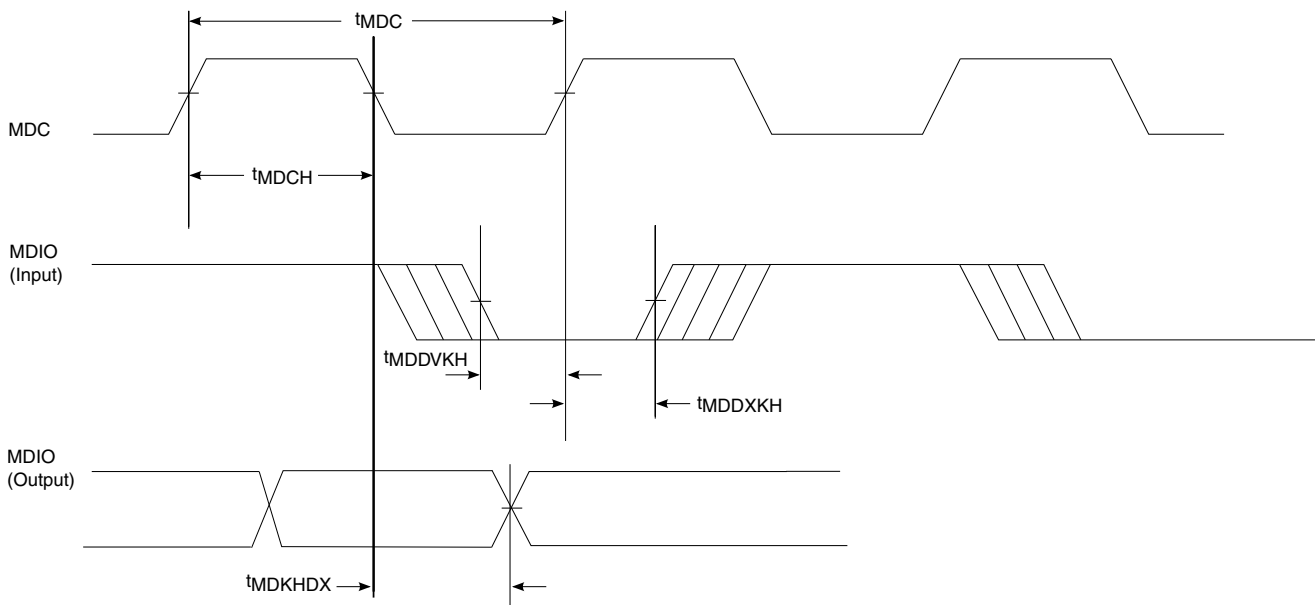 tMDC
MDC
tMDCH
MDIO
(Input)
tMDDVKH
tMDDXKH
MDIO
(Output)
tMDKHDX